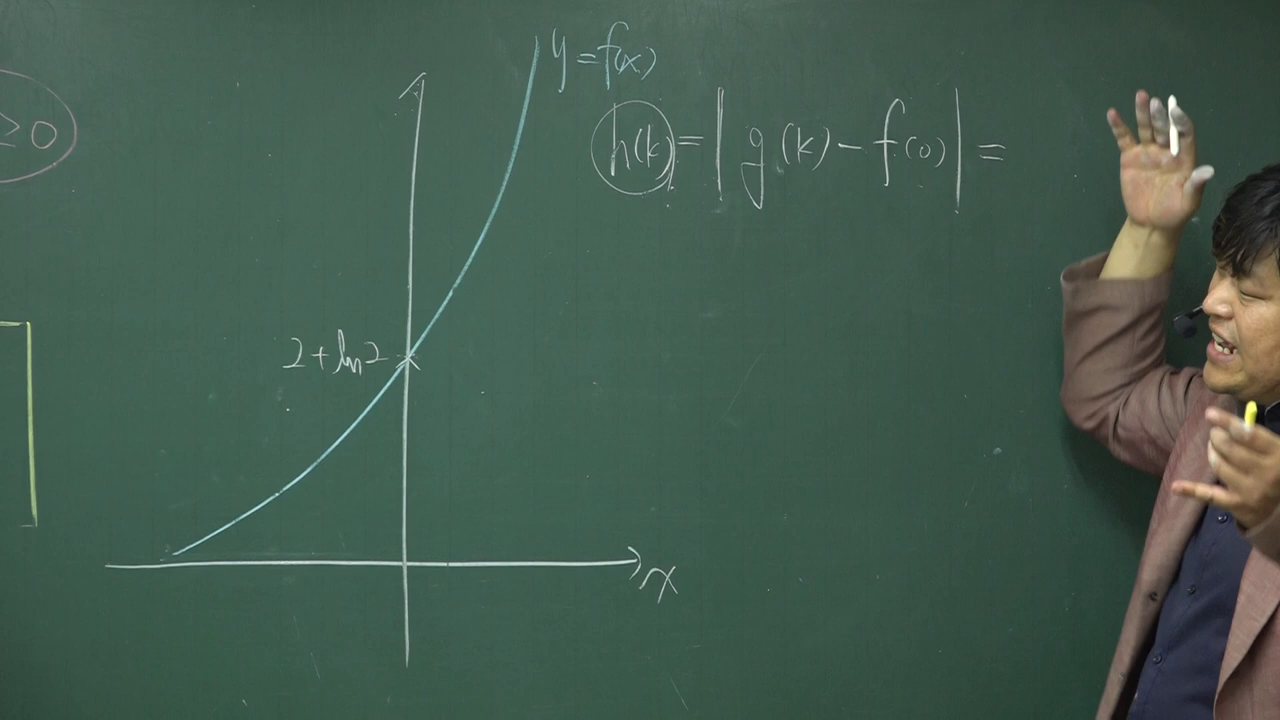 ≥0
y=f(x)
h(k)=|g(k)-f(0)|=
2+ln2
x